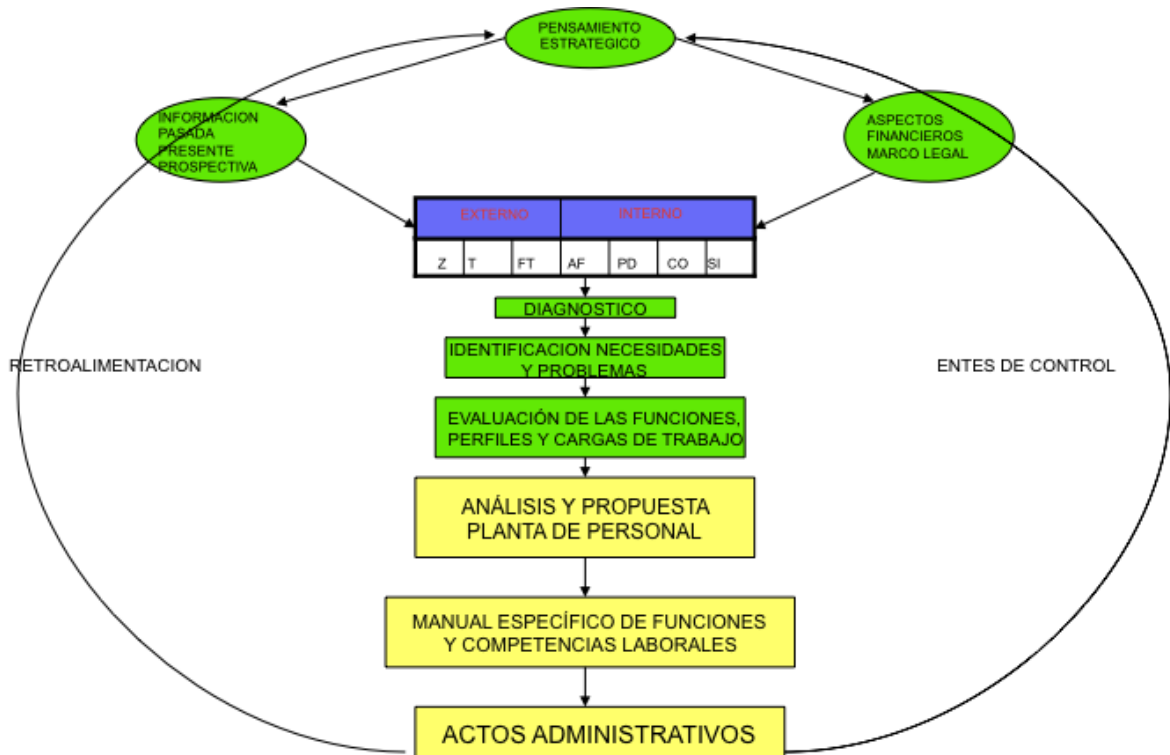 PENSAMIENTO
ESTRATEGICO
INFORMACION
PASADA
PRESENTE
PROSPECTIVA
ASPECTOS
FINANCIEROS
MARCO LEGAL
EXTERNO INTERNO
Z T FT AF PD CO SI
DIAGNOSTICO
IDENTIFICACION NECESIDADES
Y PROBLEMAS
RETROALIMENTACION
ENTES DE CONTROL
EVALUACIÓN DE LAS FUNCIONES,
PERFILES Y CARGAS DE TRABAJO
ANÁLISIS Y PROPUESTA
PLANTA DE PERSONAL
MANUAL ESPECÍFICO DE FUNCIONES
Y COMPETENCIAS LABORALES
ACTOS ADMINISTRATIVOS